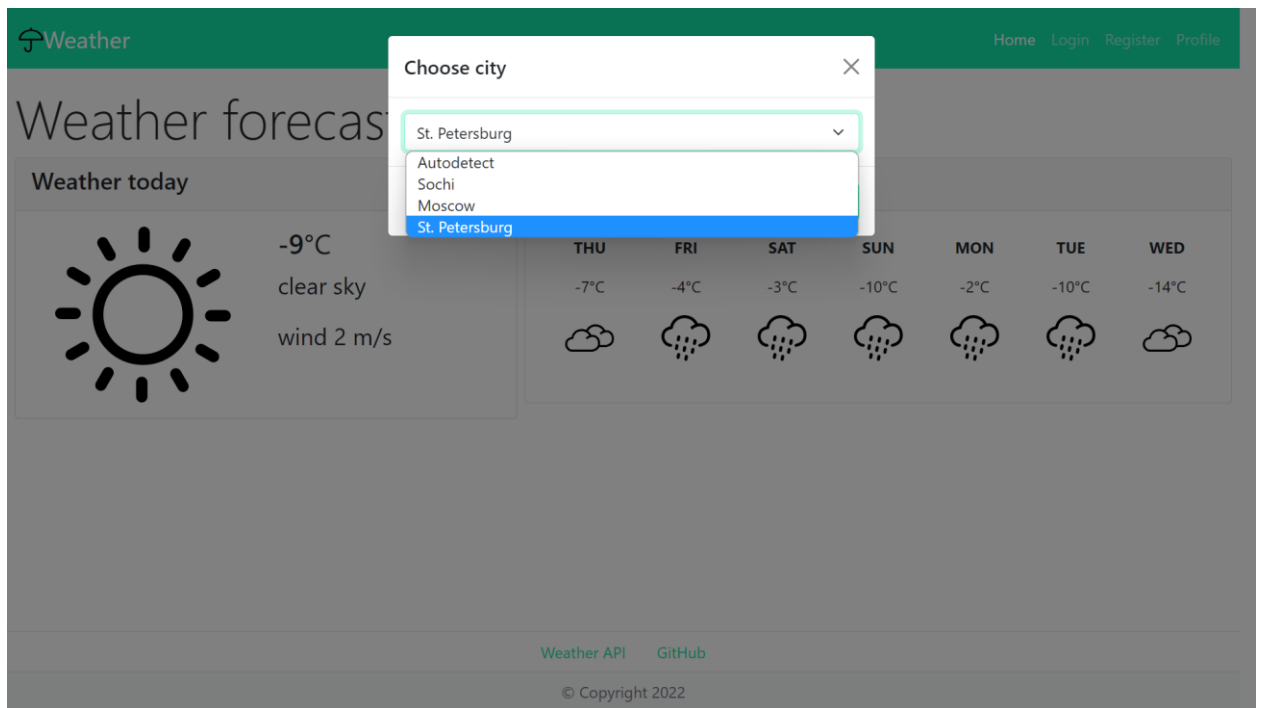 Weather
Home Login Register Profile
Choose city
Weather forecas
St. Petersburg
Autodetect
Sochi
Moscow
St. Petersburg
Weather today
-9°C
clear sky
wind 2 m/s
THU FRI SAT SUN MON TUE WED
-7°C -4°C -3°C -10°C -2°C -10°C -14°C
Weather API GitHub
© Copyright 2022